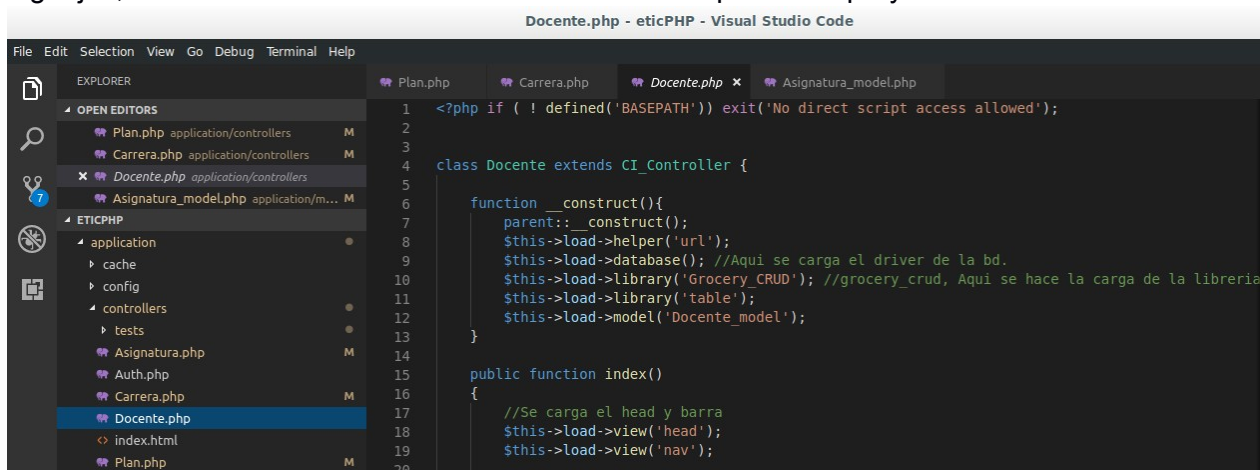 Docente.php - eticPHP - Visual Studio Code
File Edit Selection View Go Debug Terminal Help
EXPLORER
OPEN EDITORS
Plan.php application/controllers M
Carrera.php application/controllers M
Docente.php application/controllers
Asignatura_model.php application/m... M
7
ETICPHP
application
cache
config
controllers
tests
Asignatura.php M
Auth.php
Carrera.php M
Docente.php
index.html
Plan.php M
Plan.php Carrera.php Docente.php Asignatura_model.php
1 <?php if ( ! defined('BASEPATH')) exit('No direct script access allowed');
2
3
4 class Docente extends CI_Controller {
5
6 function __construct(){
7 parent::__construct();
8 $this->load->helper('url');
9 $this->load->database(); //Aqui se carga el driver de la bd.
10 $this->load->library('Grocery_CRUD'); //grocery_crud, Aqui se hace la carga de la libreria
11 $this->load->library('table');
12 $this->load->model('Docente_model');
13 }
14
15 public function index()
16 {
17 //Se carga el head y barra
18 $this->load->view('head');
19 $this->load->view('nav');